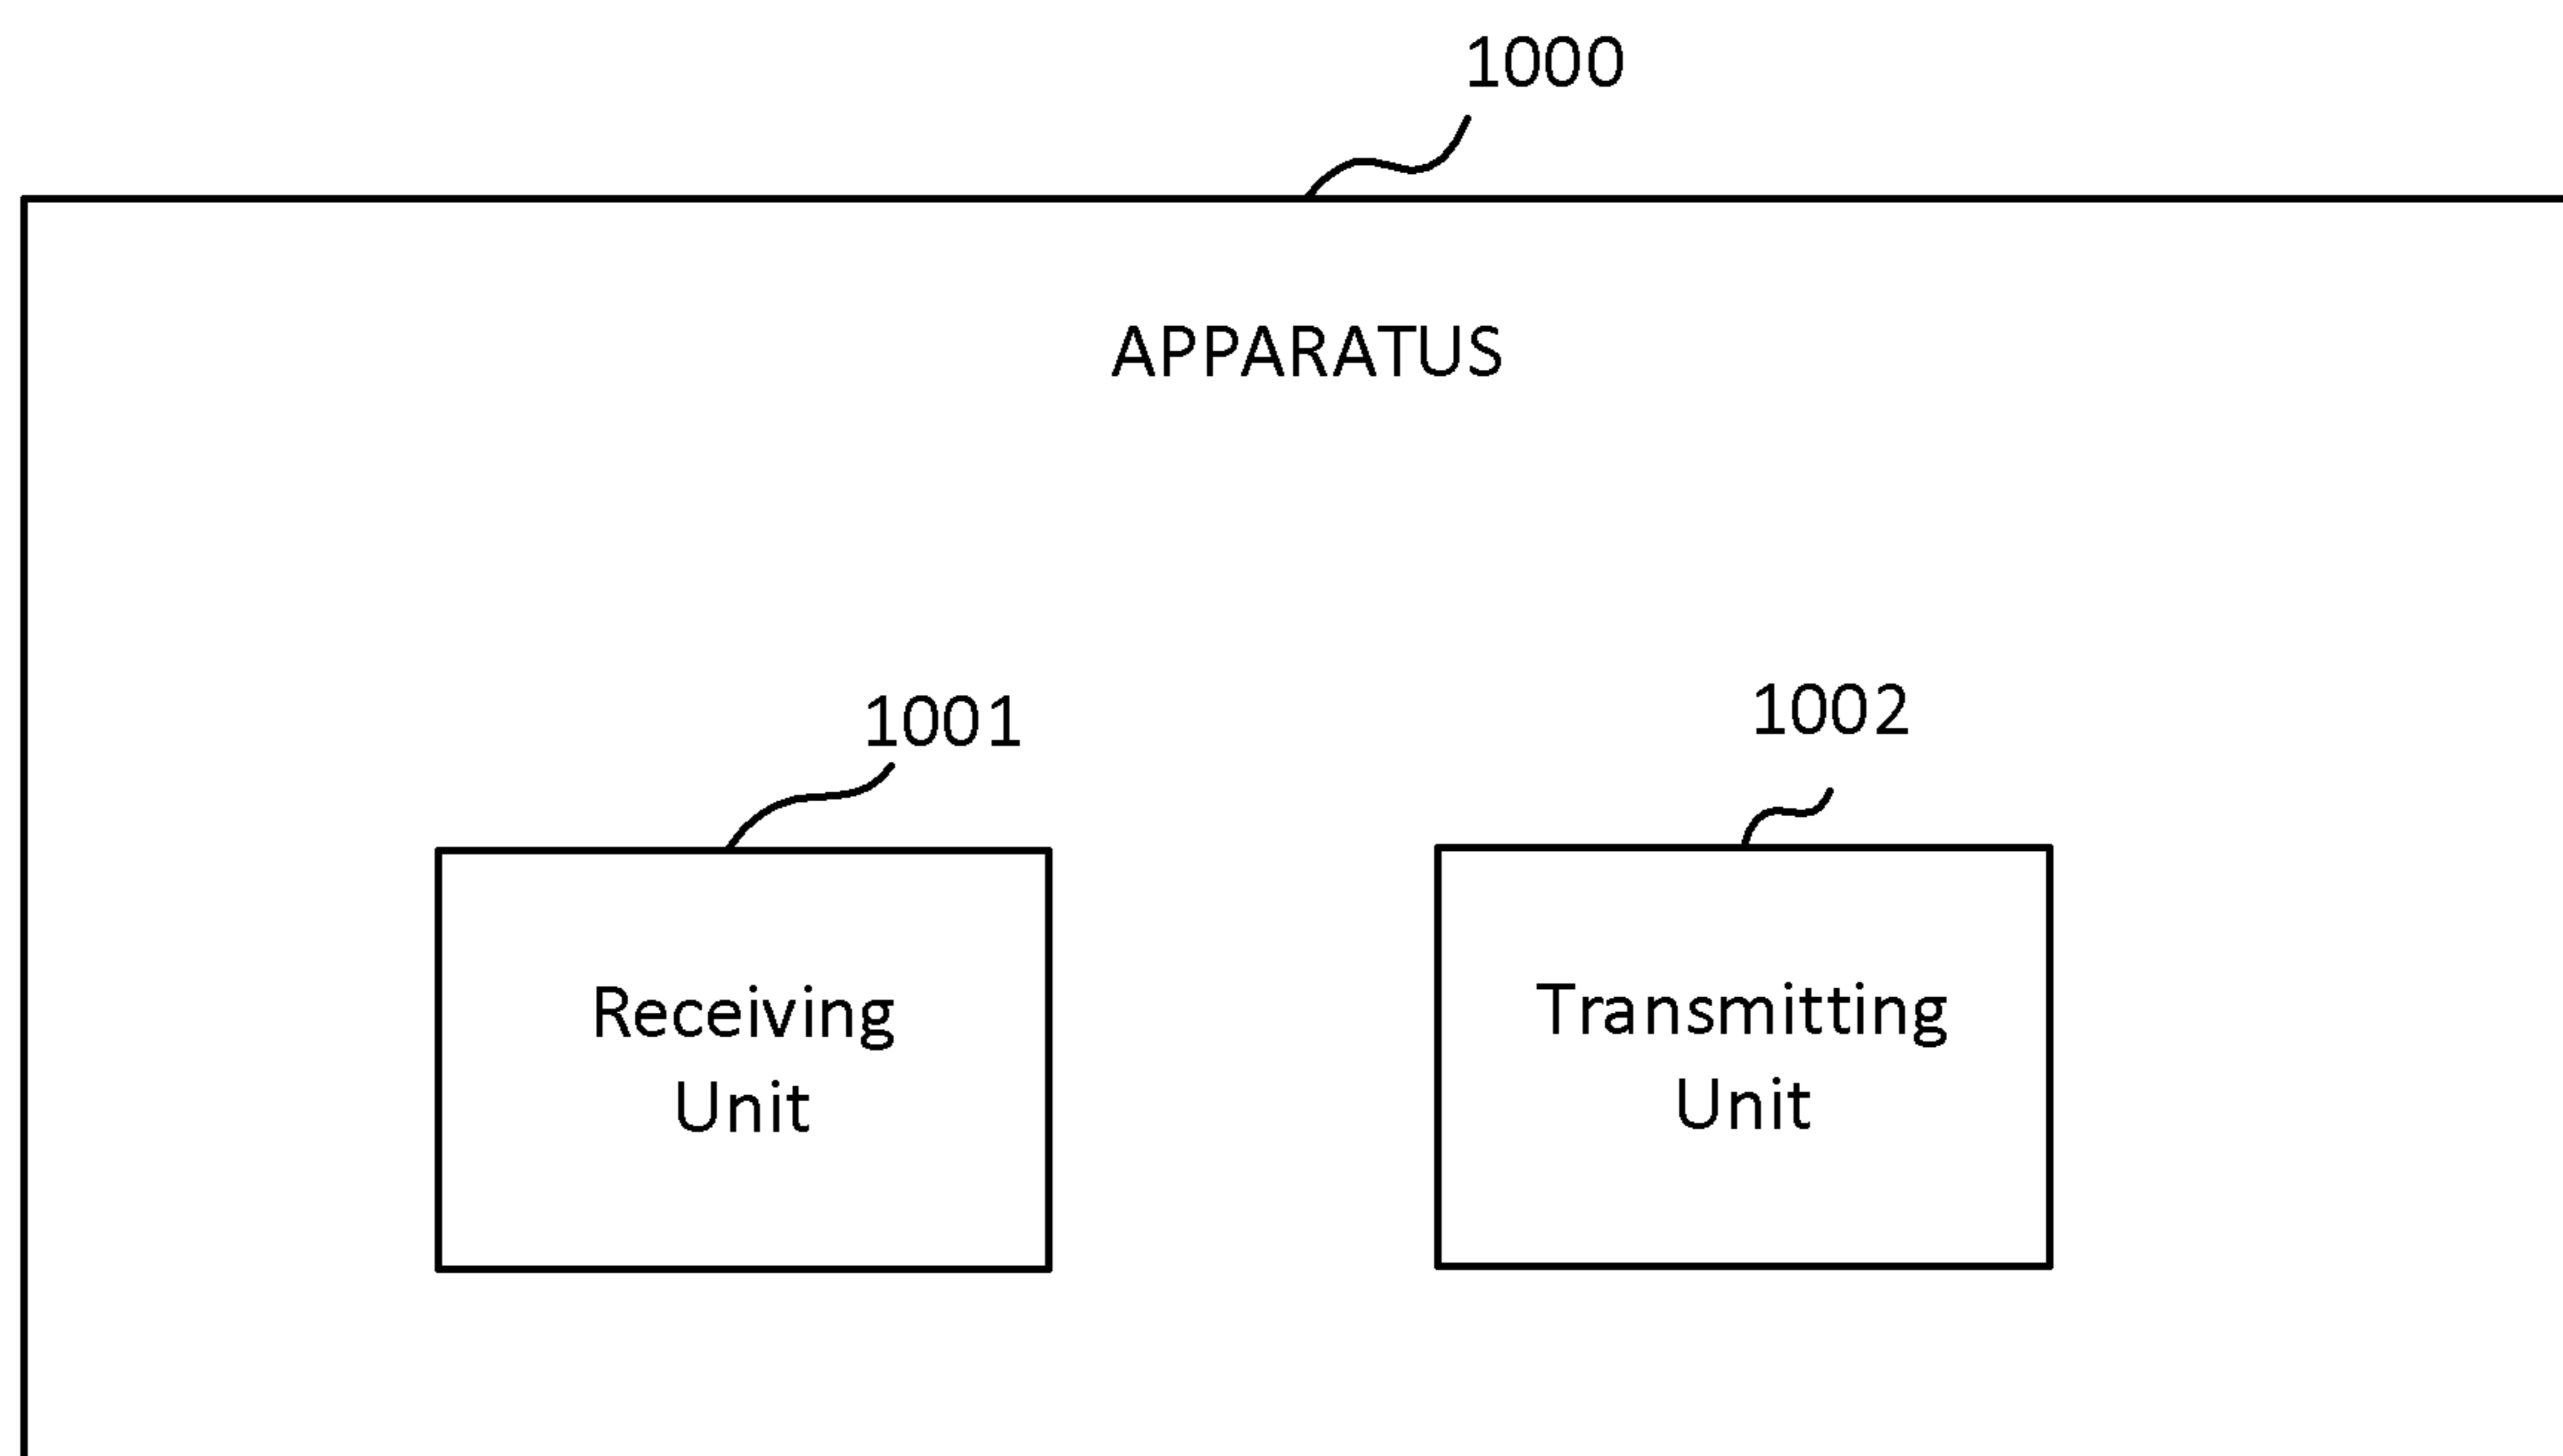 1000
APPARATUS
1001
1002
Receiving
Unit
Transmitting
Unit